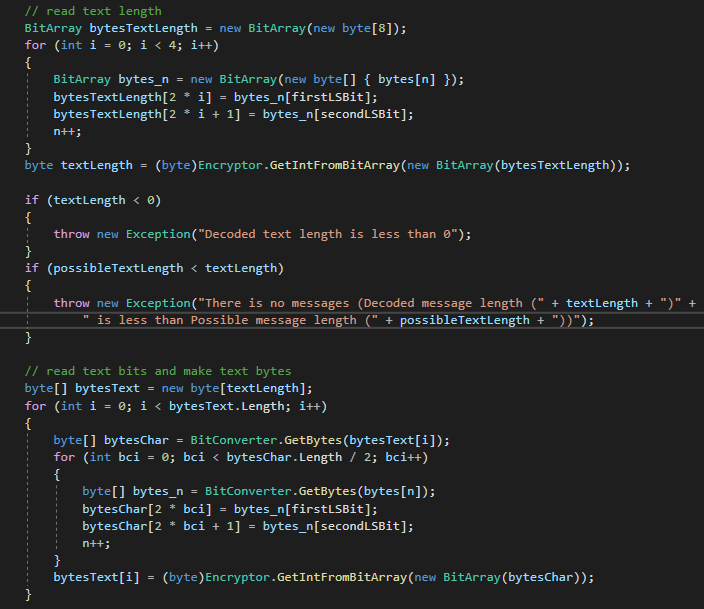 // read text length
BitArray bytesTextLength = new BitArray(new byte[8]);
for (int i = 0; i < 4; i++)
{
    BitArray bytes_n = new BitArray(new byte[] { bytes[n] });
    bytesTextLength[2 * i] = bytes_n[firstLSBit];
    bytesTextLength[2 * i + 1] = bytes_n[secondLSBit];
    n++;
}
byte textLength = (byte)Encryptor.GetIntFromBitArray(new BitArray(bytesTextLength));

if (textLength < 0)
{
    throw new Exception("Decoded text length is less than 0");
}
if (possibleTextLength < textLength)
{
    throw new Exception("There is no messages (Decoded message length (" + textLength + ")" +
        " is less than Possible message length (" + possibleTextLength + "))");
}

// read text bits and make text bytes
byte[] bytesText = new byte[textLength];
for (int i = 0; i < bytesText.Length; i++)
{
    byte[] bytesChar = BitConverter.GetBytes(bytesText[i]);
    for (int bci = 0; bci < bytesChar.Length / 2; bci++)
    {
        byte[] bytes_n = BitConverter.GetBytes(bytes[n]);
        bytesChar[2 * bci] = bytes_n[firstLSBit];
        bytesChar[2 * bci + 1] = bytes_n[secondLSBit];
        n++;
    }
    bytesText[i] = (byte)Encryptor.GetIntFromBitArray(new BitArray(bytesChar));
}